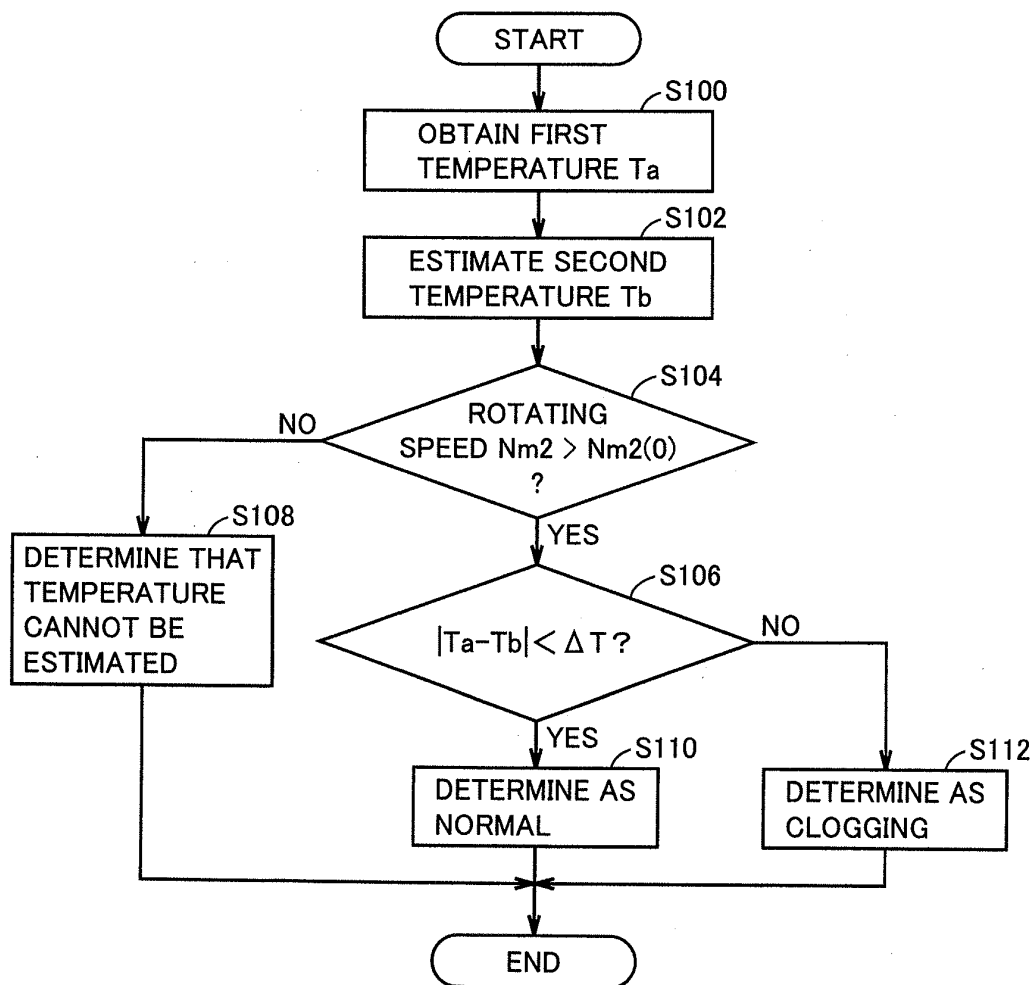 START
S100
OBTAIN FIRST
TEMPERATURE Ta
S102
ESTIMATE SECOND
TEMPERATURE Tb
S104
ROTATING
SPEED Nm2 > Nm2(0)
?
NO
YES
S108
DETERMINE THAT
TEMPERATURE
CANNOT BE
ESTIMATED
S106
|Ta-Tb| < ΔT?
NO
YES
S110
DETERMINE AS
NORMAL
S112
DETERMINE AS
CLOGGING
END